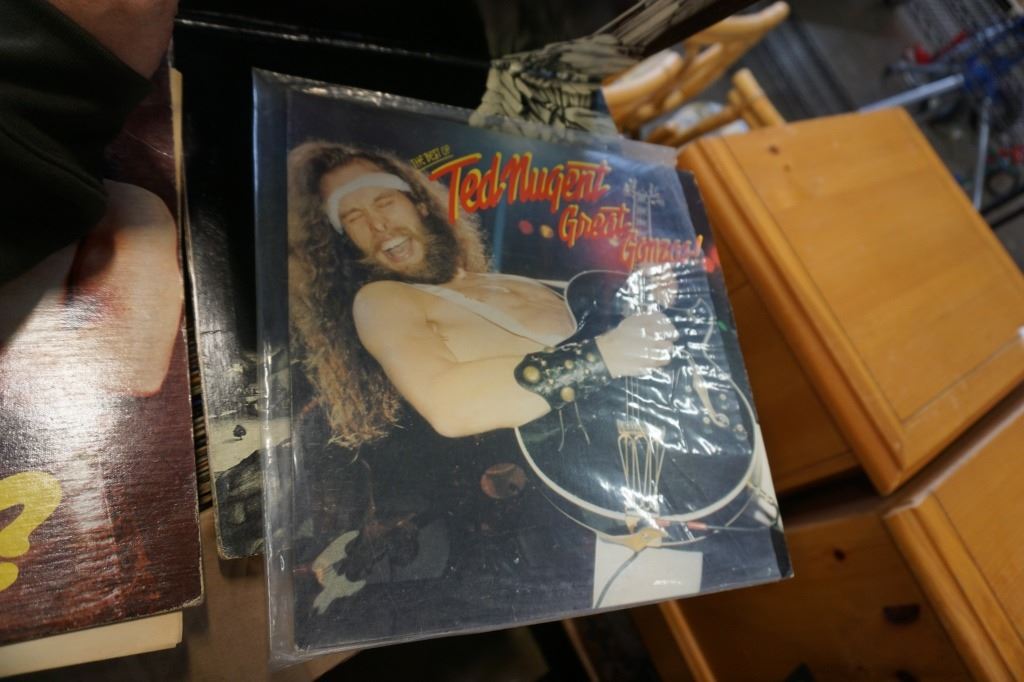 THE BEST OF
Ted Nugent
Great
Gonzos!
?